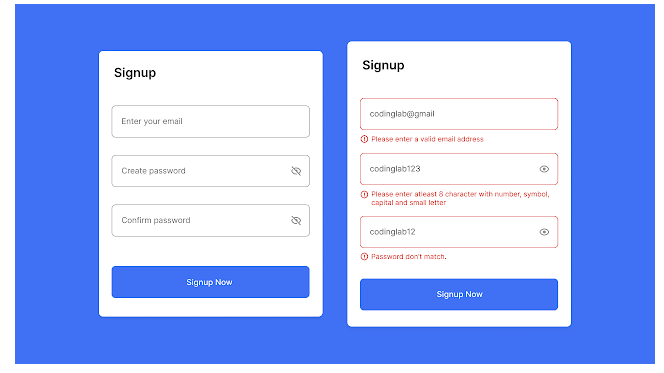 Signup
Enter your email
Create password
Confirm password
Signup Now
Signup
codinglab@gmail
Please enter a valid email address
codinglab123
Please enter atleast 8 character with number, symbol,
capital and small letter
codinglab12
Password don't match.
Signup Now